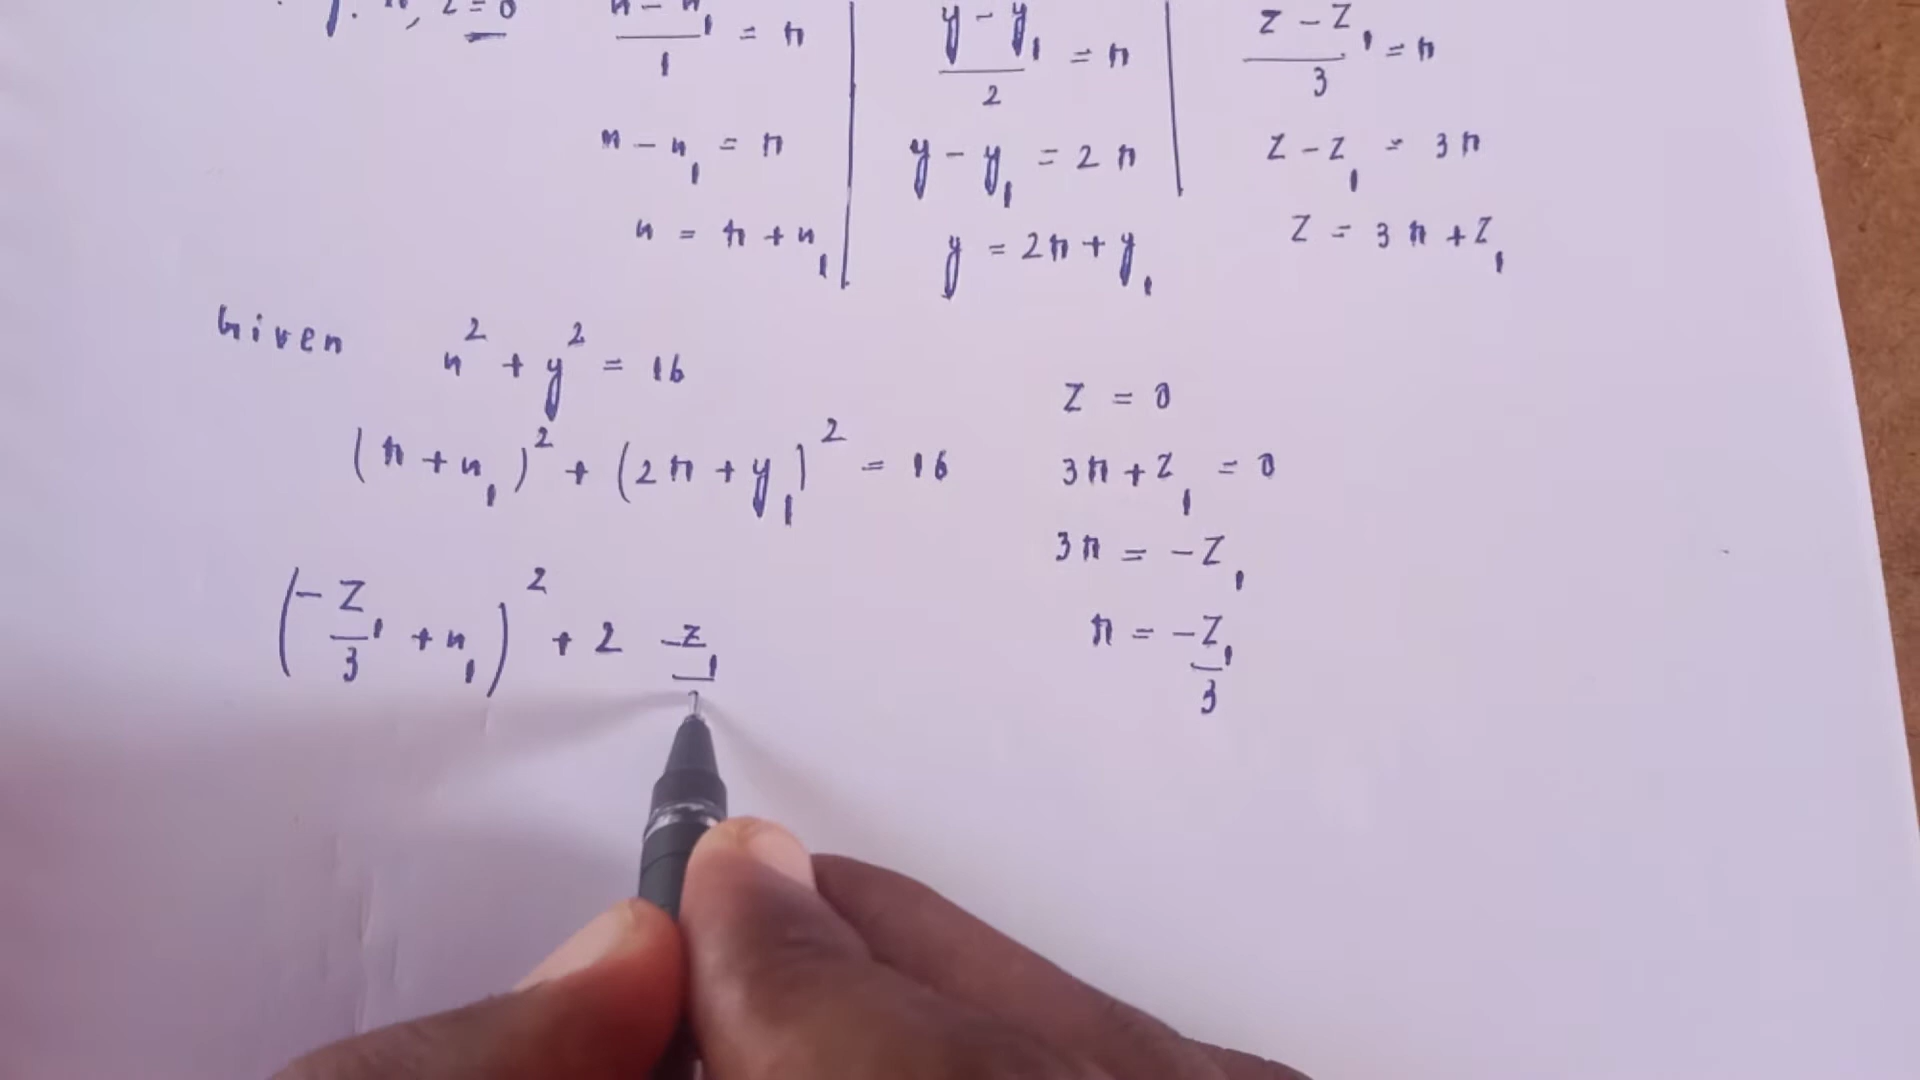 z = 0
x - x₁ / 1 = r | y - y₁ / 2 = r | z - z₁ / 3 = r
x - x₁ = r | y - y₁ = 2r | z - z₁ = 3r
x = r + x₁ | y = 2r + y₁ | z = 3r + z₁
Given x² + y² = 16
z = 0
(r + x₁)² + (2r + y₁)² = 16
3r + z₁ = 0
3r = -z₁
(-z₁/3 + x₁)² + 2 -z₁/
r = -z₁/3